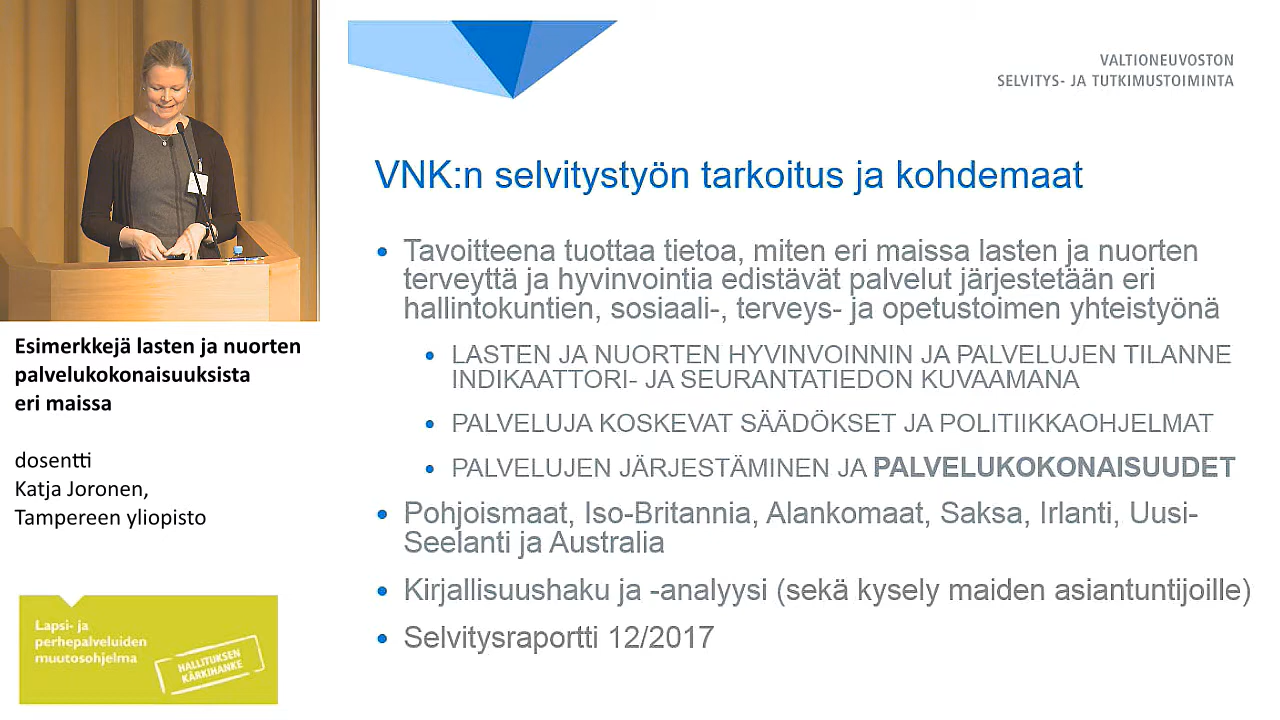 VALTIONEUVOSTON
SELVITYS- JA TUTKIMUSTOIMINTA
VNK:n selvitystyön tarkoitus ja kohdemaat
Tavoitteena tuottaa tietoa, miten eri maissa lasten ja nuorten
terveyttä ja hyvinvointia edistävät palvelut järjestetään eri
hallintokuntien, sosiaali-, terveys- ja opetustoimen yhteistyönä
LASTEN JA NUORTEN HYVINVOINNIN JA PALVELUJEN TILANNE
INDIKAATTORI- JA SEURANTATIEDON KUVAAMANA
PALVELUJA KOSKEVAT SÄÄDÖKSET JA POLITIIKKAOHJELMAT
PALVELUJEN JÄRJESTÄMINEN JA PALVELUKOKONAISUUDET
Pohjoismaat, Iso-Britannia, Alankomaat, Saksa, Irlanti, Uusi-
Seelanti ja Australia
Kirjallisuushaku ja -analyysi (sekä kysely maiden asiantuntijoille)
Selvitysraportti 12/2017
Esimerkkejä lasten ja nuorten
palvelukokonaisuuksista
eri maissa
dosentti
Katja Joronen,
Tampereen yliopisto
Lapsi- ja
perhepalveluiden
muutosohjelma
HALLITUKSEN
KÄRKIHANKE